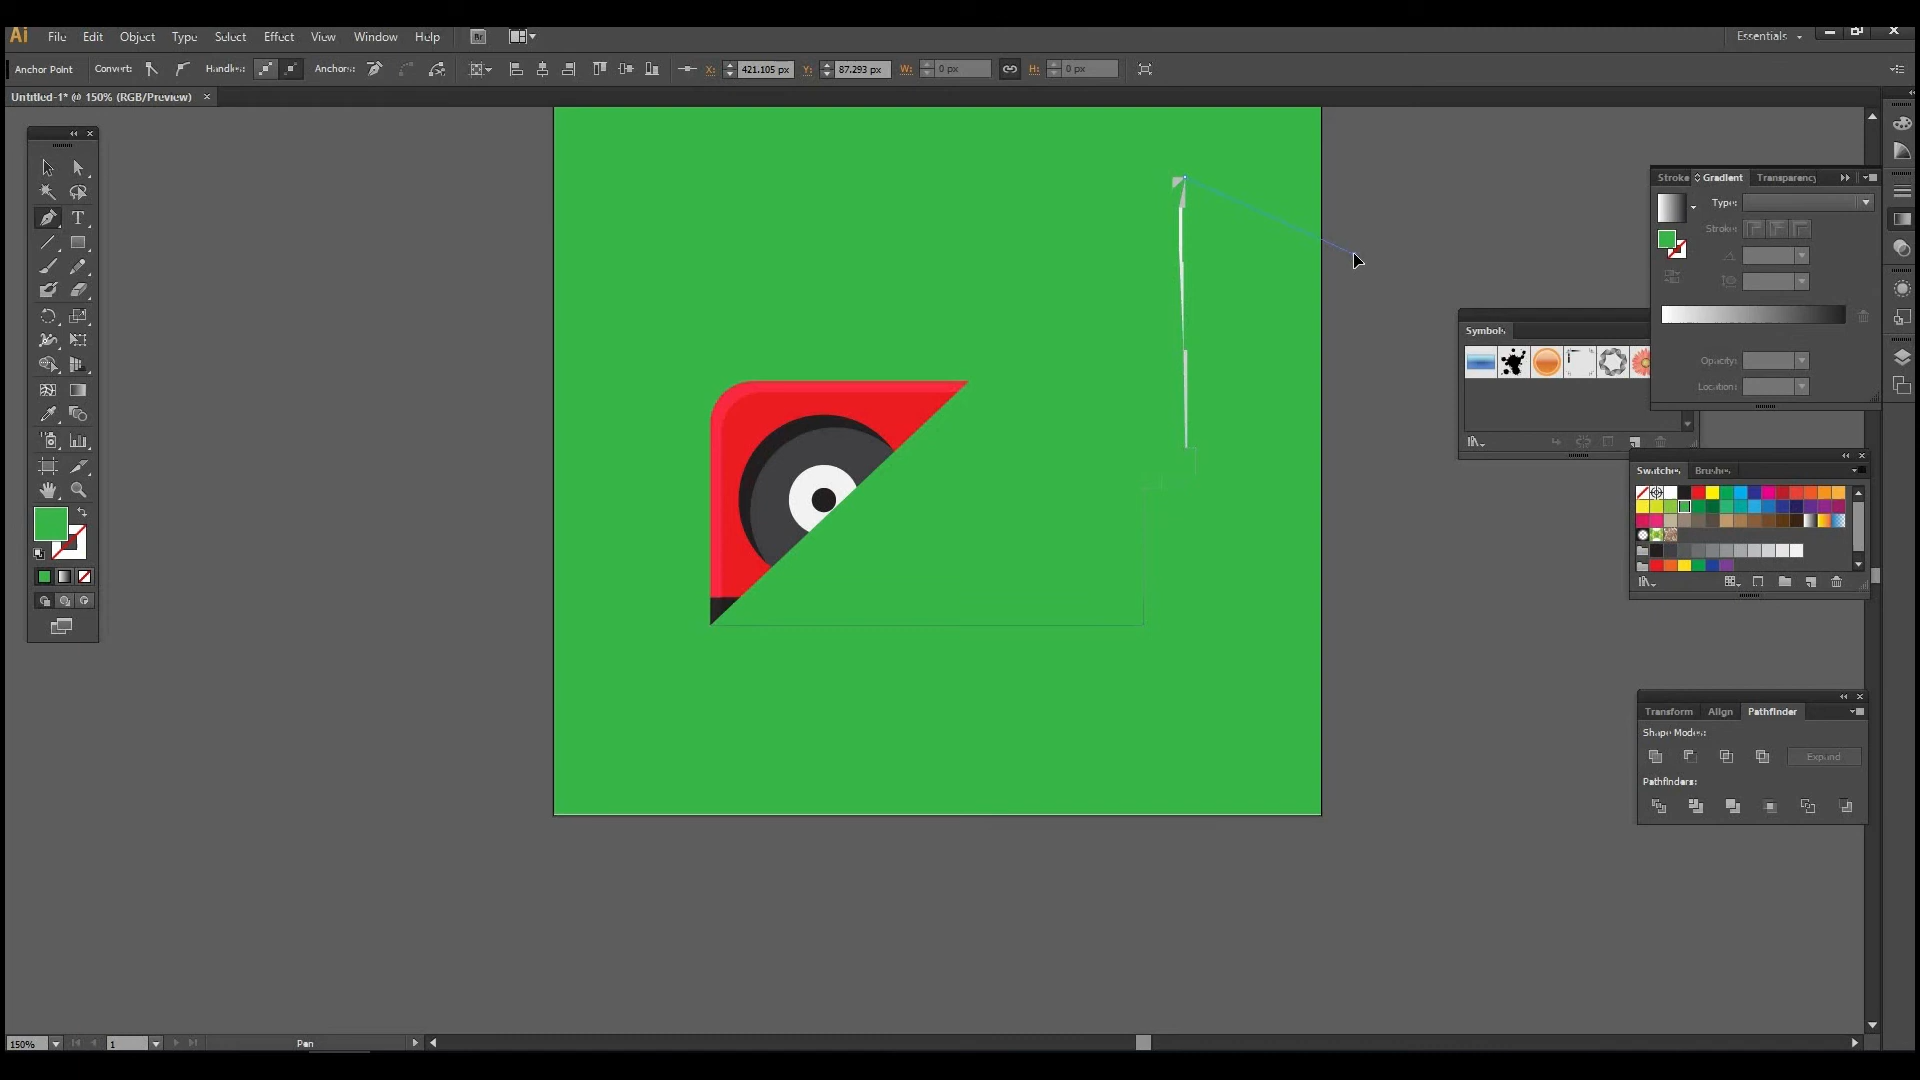 Ai File Edit Object Type Select Effect View Window Help Br Essentials
Anchor Point Convert: Handles: Anchors: X: 421.105 px Y: 87.293 px W: 0 px H: 0 px
Untitled-1* @ 150% (RGB/Preview) ×
Stroke Gradient Transparency
Type:
Stroke:
Symbols
Opacity:
Location:
Swatches Brushes
Transform Align Pathfinder
Shape Modes:
Expand
Pathfinders:
150% 1 Pen